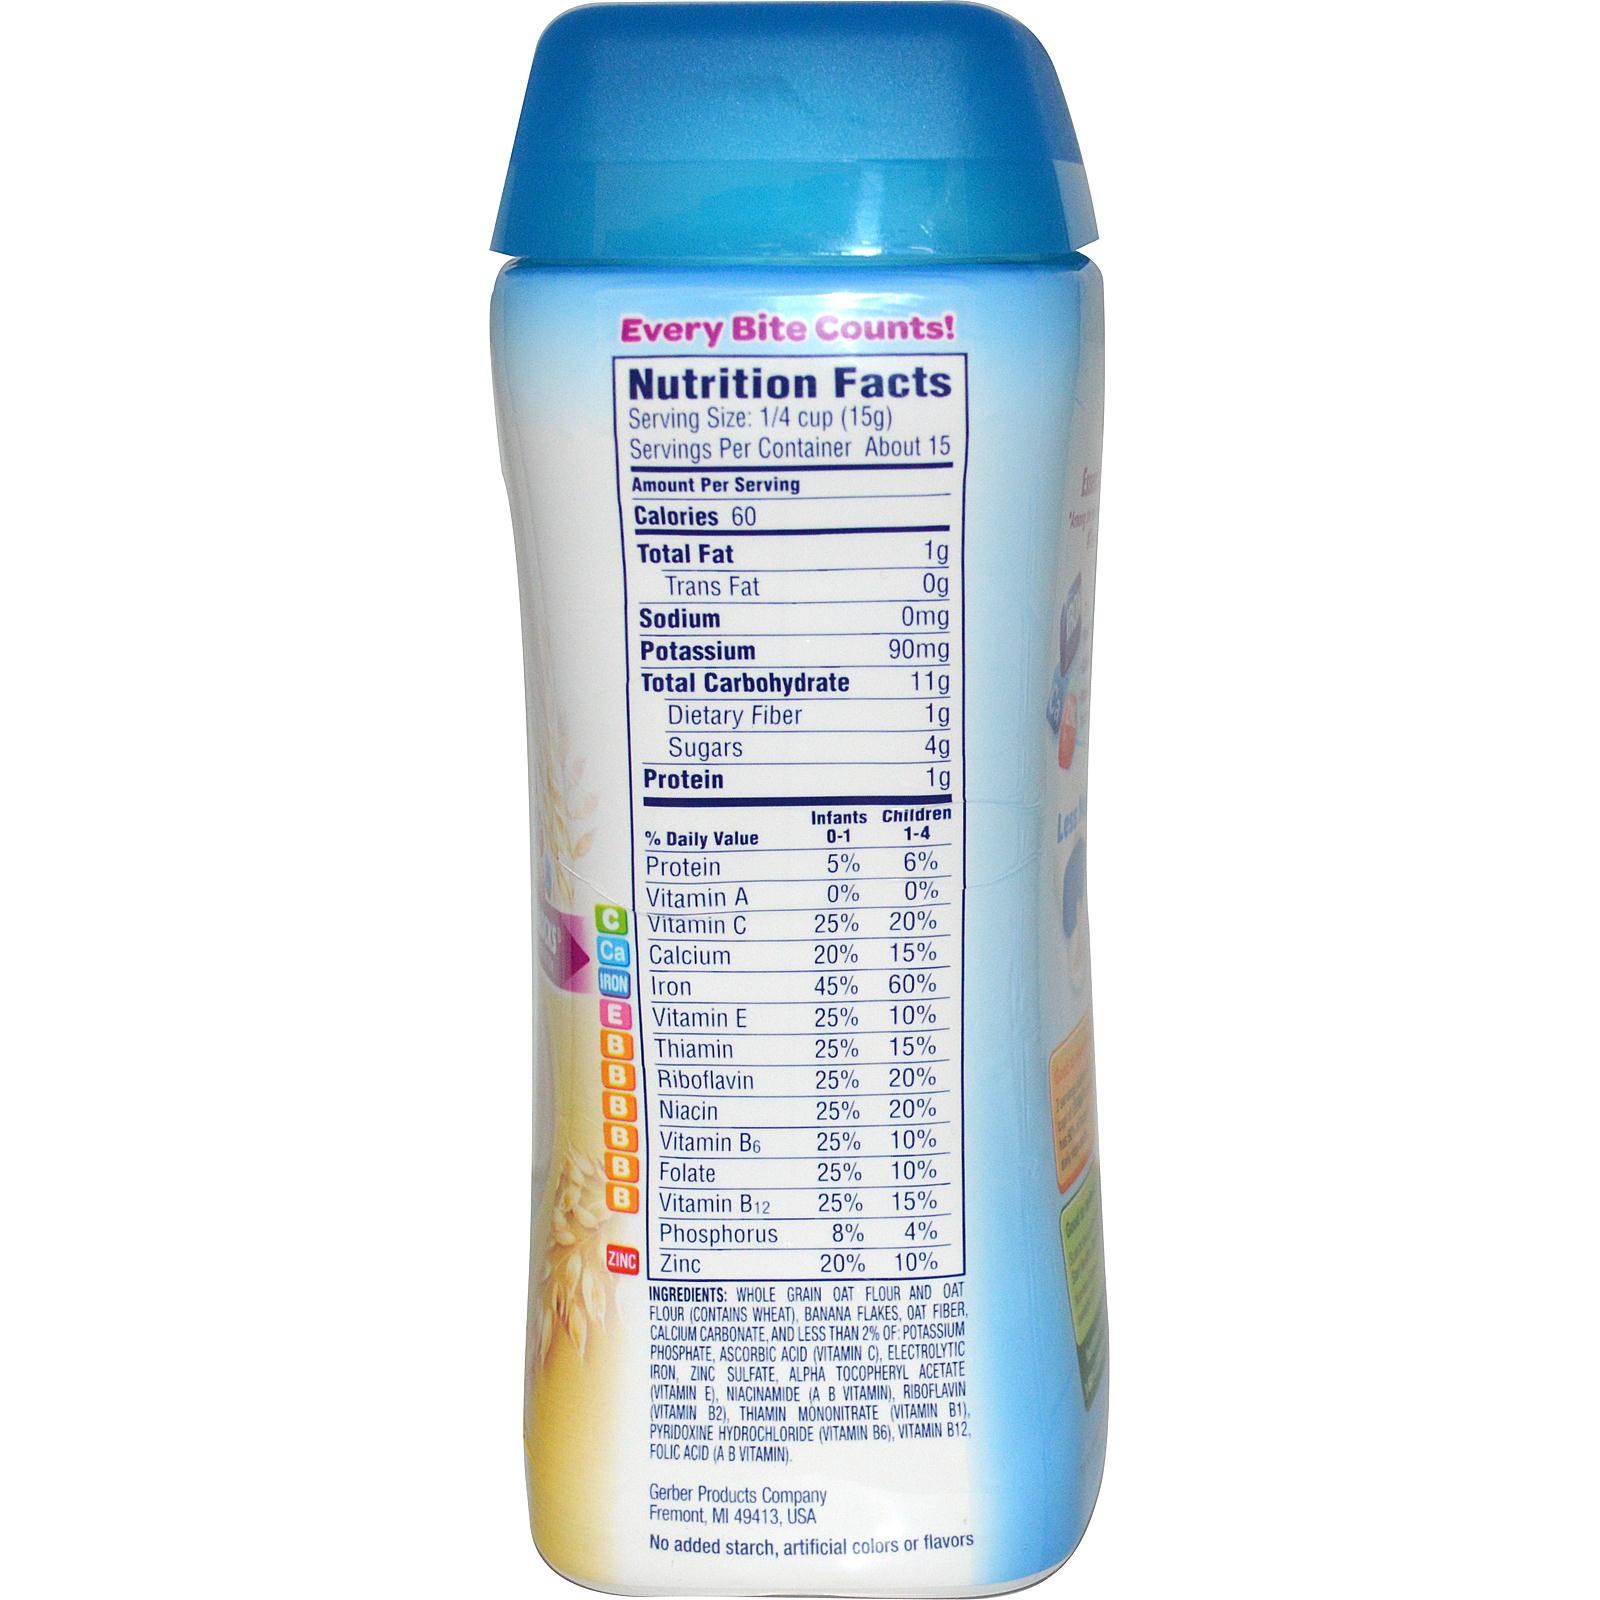 Every Bite Counts!
Nutrition Facts
Serving Size: 1/4 cup (15g)
Servings Per Container About 15
Amount Per Serving
Calories 60
Total Fat 1g
Trans Fat 0g
Sodium 0mg
Potassium 90mg
Total Carbohydrate 11g
Dietary Fiber 1g
Sugars 4g
Protein 1g
Infants Children
% Daily Value 0-1 1-4
Protein 5% 6%
Vitamin A 0% 0%
C Vitamin C 25% 20%
Ca Calcium 20% 15%
IRON Iron 45% 60%
E Vitamin E 25% 10%
B Thiamin 25% 15%
B Riboflavin 25% 20%
B Niacin 25% 20%
B Vitamin B6 25% 10%
B Folate 25% 10%
B Vitamin B12 25% 15%
Phosphorus 8% 4%
ZINC Zinc 20% 10%
INGREDIENTS: WHOLE GRAIN OAT FLOUR AND OAT
FLOUR (CONTAINS WHEAT), BANANA FLAKES, OAT FIBER,
CALCIUM CARBONATE, AND LESS THAN 2% OF: POTASSIUM
PHOSPHATE, ASCORBIC ACID (VITAMIN C), ELECTROLYTIC
IRON, ZINC SULFATE, ALPHA TOCOPHERYL ACETATE
(VITAMIN E), NIACINAMIDE (A B VITAMIN), RIBOFLAVIN
(VITAMIN B2), THIAMIN MONONITRATE (VITAMIN B1),
PYRIDOXINE HYDROCHLORIDE (VITAMIN B6), VITAMIN B12,
FOLIC ACID (A B VITAMIN).
Gerber Products Company
Fremont, MI 49413, USA
No added starch, artificial colors or flavors